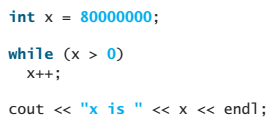 int x = 80000000;
while (x > 0)
x++;
cout << "x is " << x << endl;